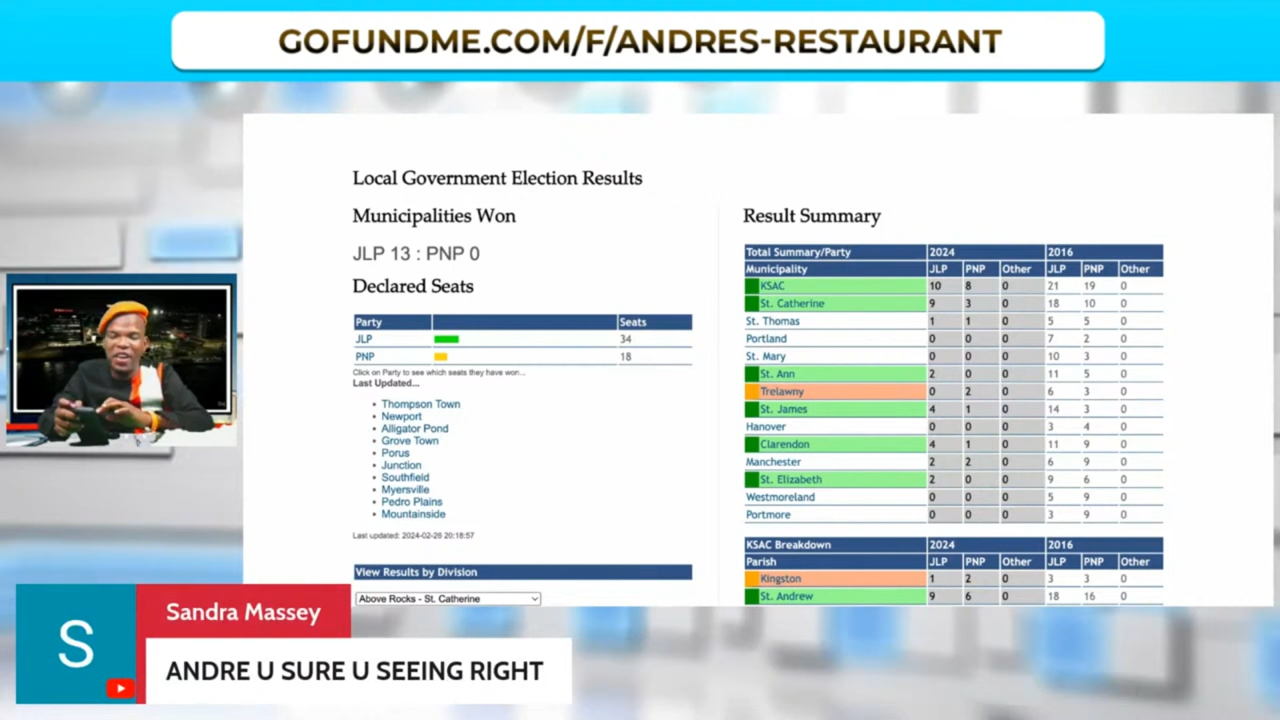 GOFUNDME.COM/F/ANDRES-RESTAURANT
Local Government Election Results
Municipalities Won
JLP 13 : PNP 0
Declared Seats
Party Seats
JLP 34
PNP 18
Click on Party to see which seats they have won...
Last Updated...
• Thompson Town
• Newport
• Alligator Pond
• Grove Town
• Porus
• Junction
• Southfield
• Myersville
• Pedro Plains
• Mountainside
Last updated: 2024-02-26 20:18:57
View Results by Division
Above Rocks - St. Catherine
Result Summary
Total Summary/Party 2024 2016
Municipality JLP PNP Other JLP PNP Other
KSAC 10 8 0 21 19 0
St. Catherine 9 3 0 18 10 0
St. Thomas 1 1 0 5 5 0
Portland 0 0 0 7 2 0
St. Mary 0 0 0 10 3 0
St. Ann 2 0 0 11 5 0
Trelawny 0 2 0 6 3 0
St. James 4 1 0 14 3 0
Hanover 0 0 0 3 4 0
Clarendon 4 1 0 11 9 0
Manchester 2 2 0 6 9 0
St. Elizabeth 2 0 0 9 6 0
Westmoreland 0 0 0 5 9 0
Portmore 0 0 0 3 9 0
KSAC Breakdown 2024 2016
Parish JLP PNP Other JLP PNP Other
Kingston 1 2 0 3 3 0
St. Andrew 9 6 0 18 16 0
S
Sandra Massey
ANDRE U SURE U SEEING RIGHT